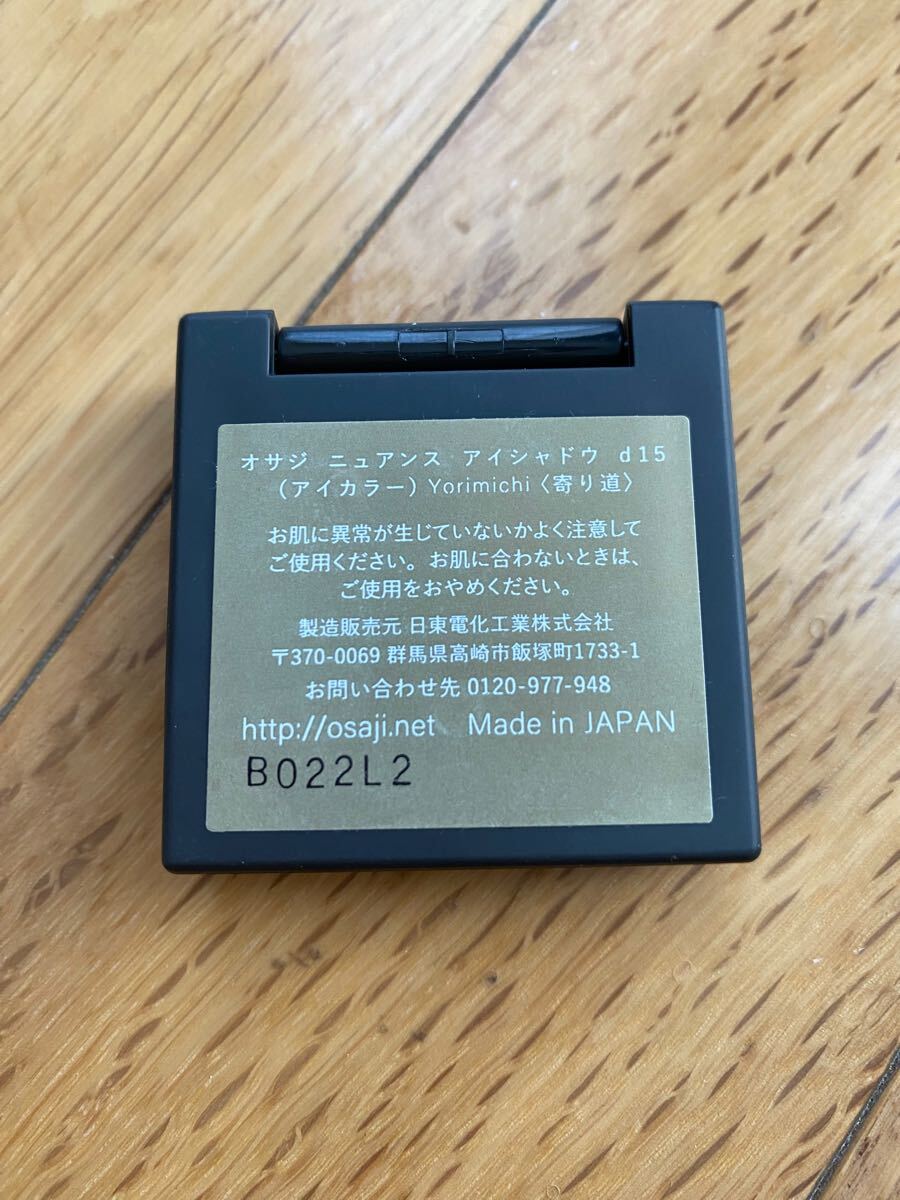 オサジ ニュアンス アイシャドウ d15
(アイカラー) Yorimichi〈寄り道〉
お肌に異常が生じていないかよく注意して
ご使用ください。お肌に合わないときは、
ご使用をおやめください。
製造販売元 日東電化工業株式会社
〒370-0069 群馬県高崎市飯塚町1733-1
お問い合わせ先 0120-977-948
http://osaji.net Made in JAPAN
B022L2